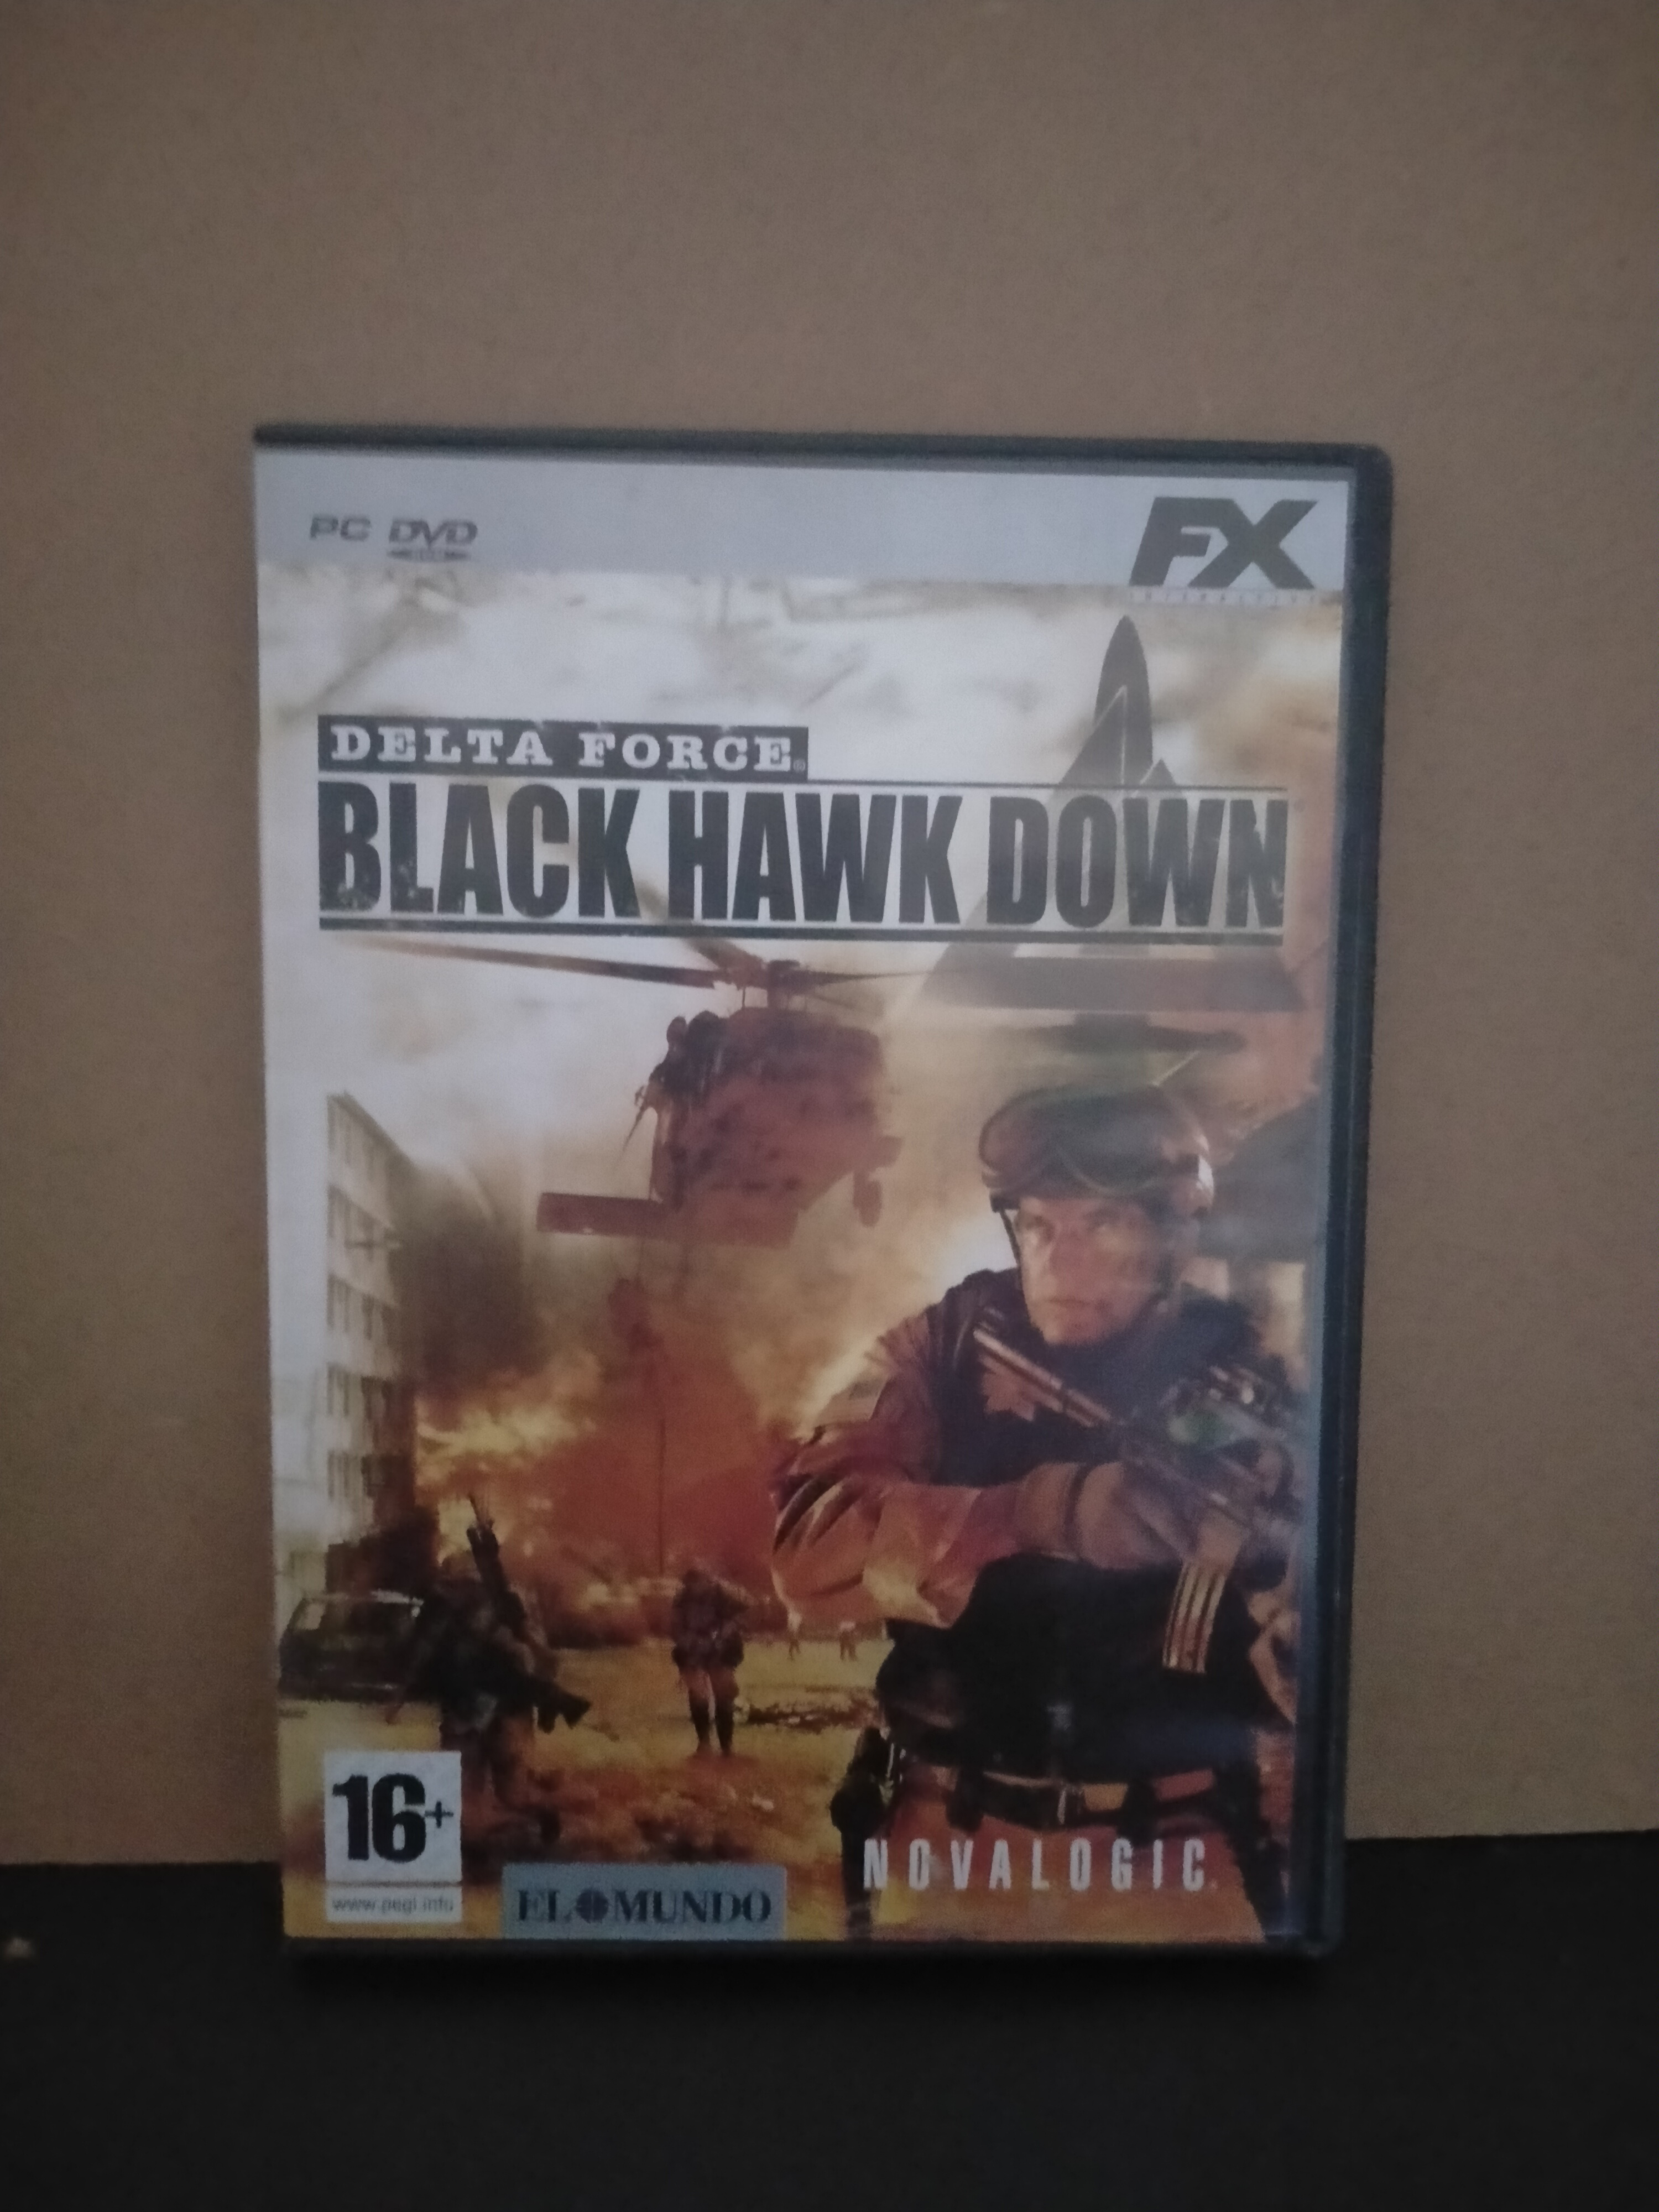 PC DVD
FX
DELTA FORCE®
BLACK HAWK DOWN
16+
www.pegi.info
EL MUNDO
NOVALOGIC